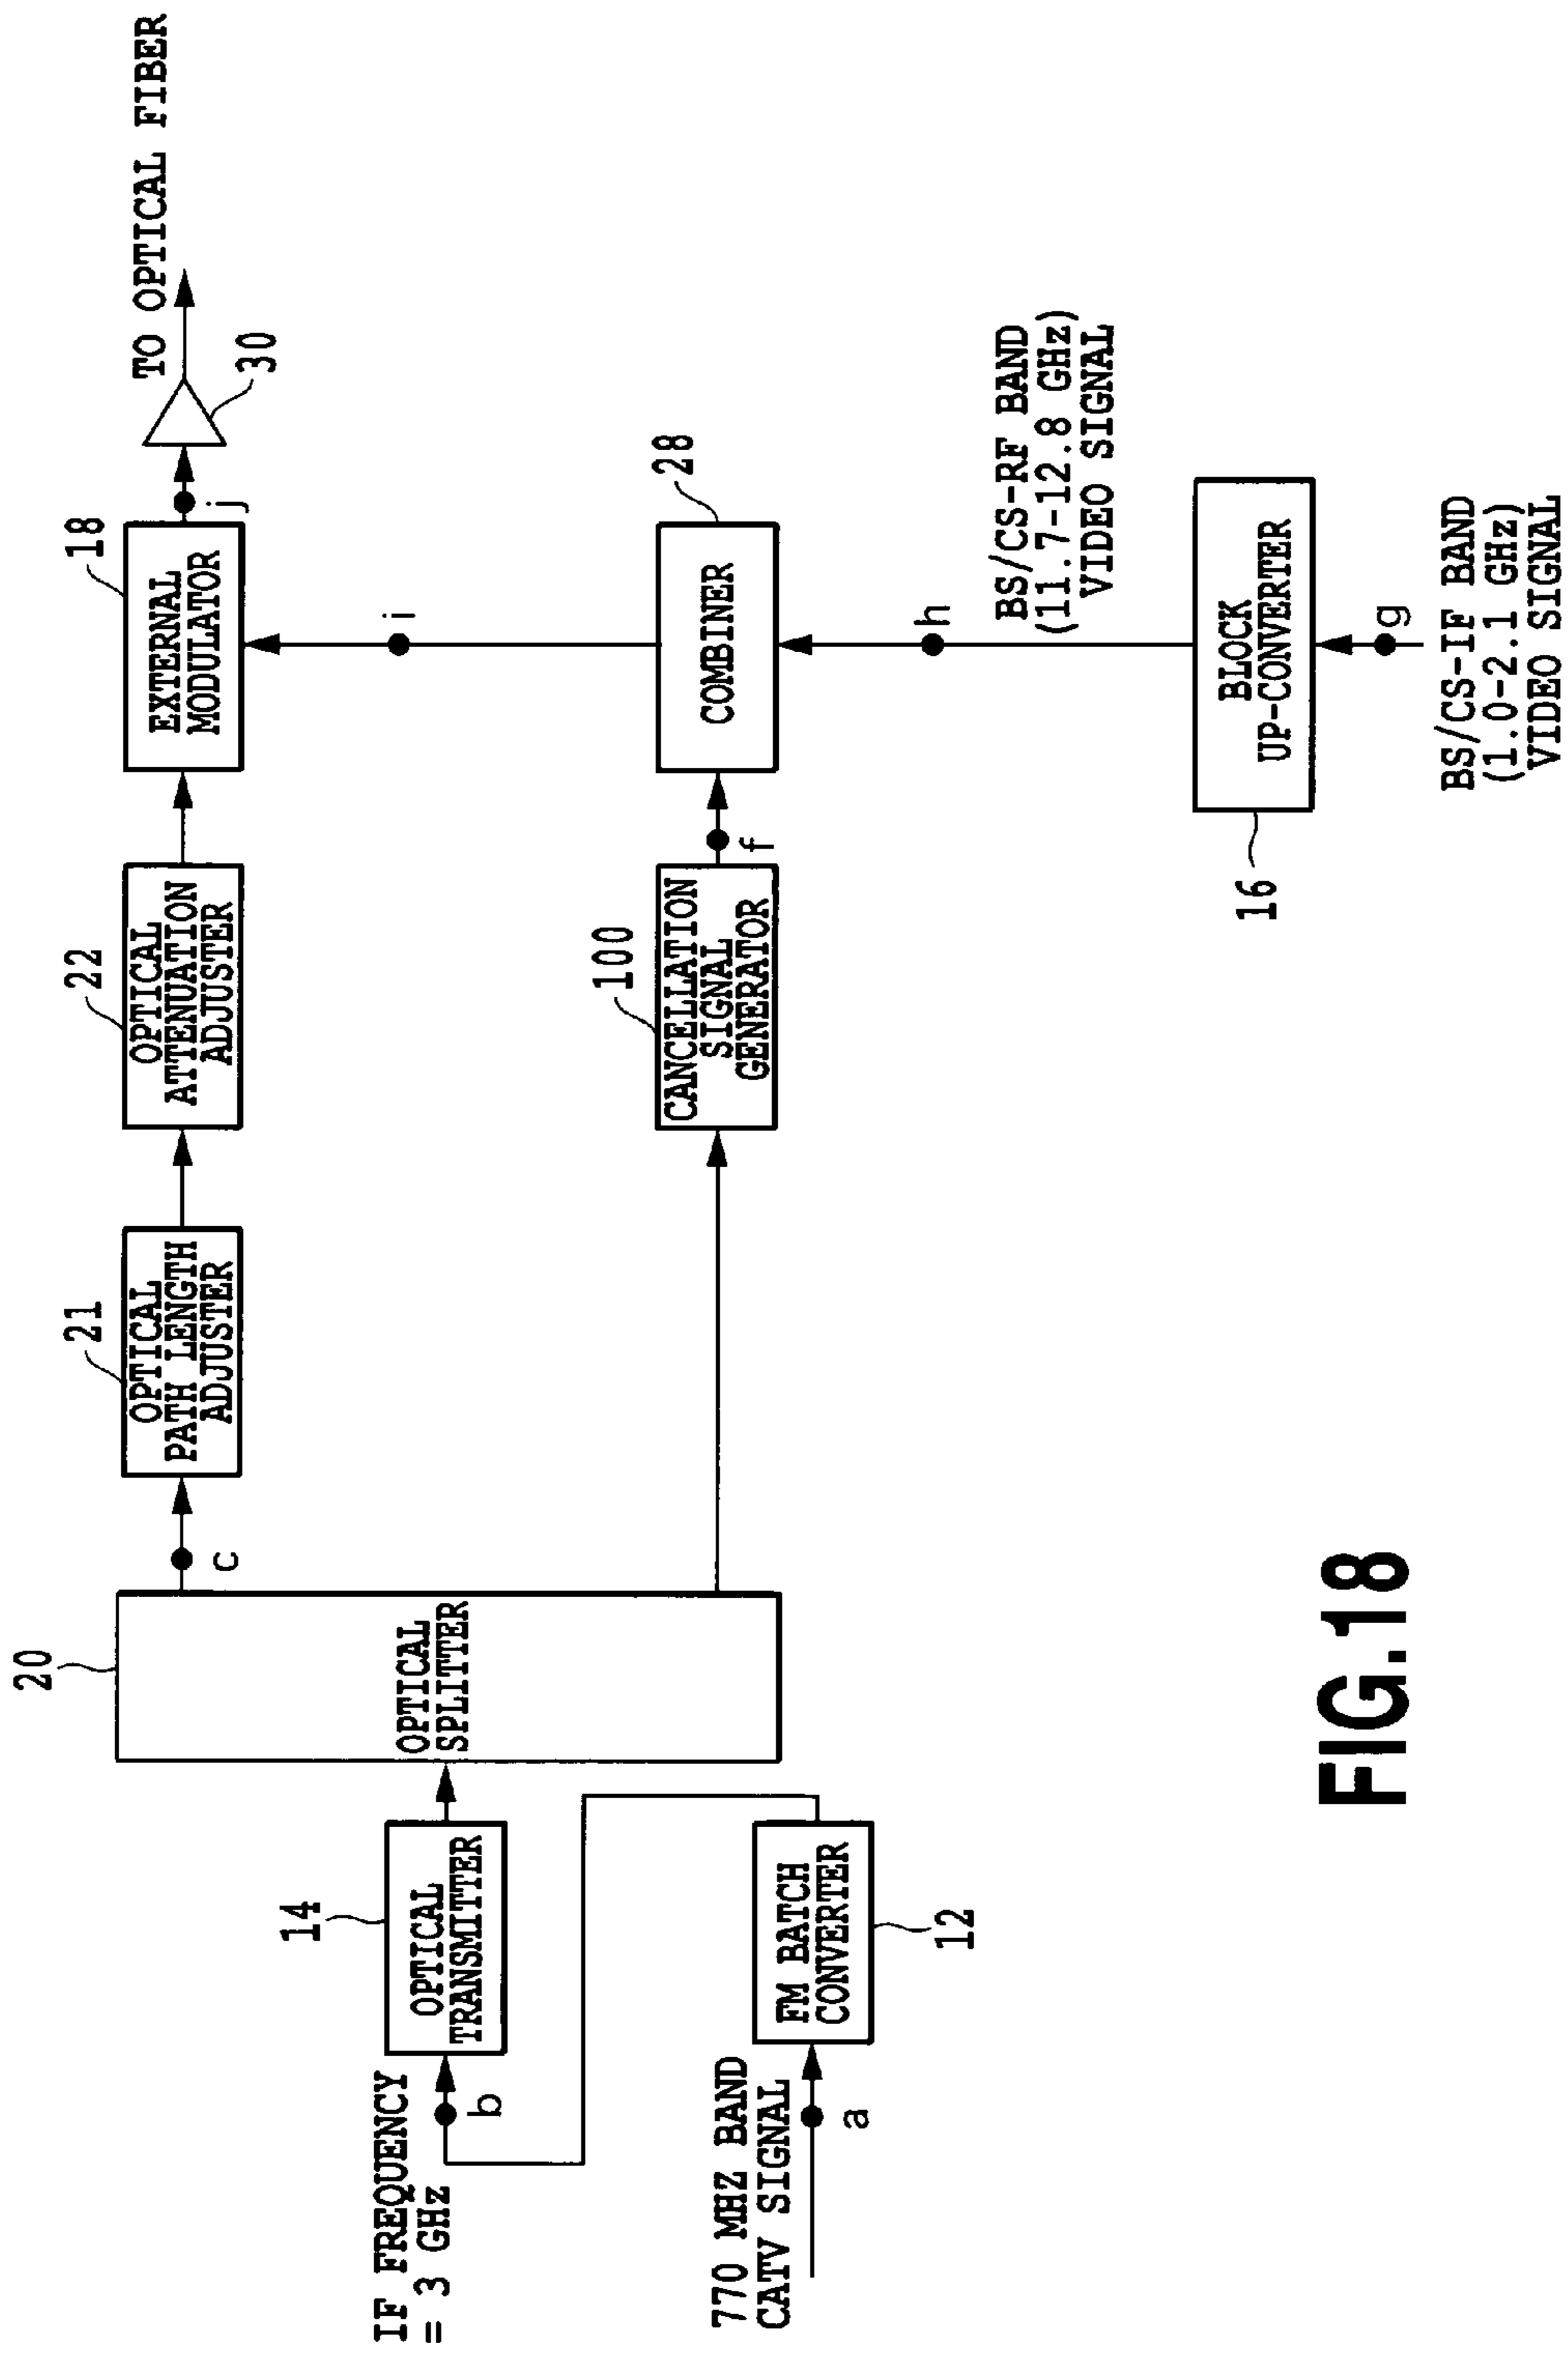 20
21
22
18
TO OPTICAL FIBER
c
OPTICAL
PATH LENGTH
ADJUSTER
OPTICAL
ATTENUATION
ADJUSTER
EXTERNAL
MODULATOR
j
30
14
IF FREQUENCY
= 3 GHz
b
OPTICAL
TRANSMITTER
OPTICAL
SPLITTER
i
100
28
CANCELLATION
SIGNAL
GENERATOR
f
COMBINER
770 MHZ BAND
CATV SIGNAL
a
FM BATCH
CONVERTER
12
h
BS/CS-RF BAND
(11.7-12.8 GHz)
VIDEO SIGNAL
16
BLOCK
UP-CONVERTER
g
BS/CS-IF BAND
(1.0-2.1 GHz)
VIDEO SIGNAL
FIG.18